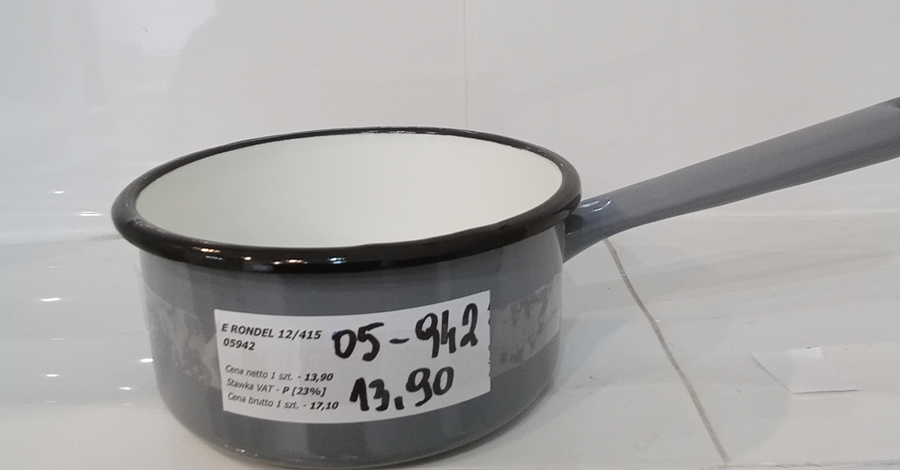 E RONDEL 12/415
05942
05-942
Cena netto 1 szt. - 13,90
Stawka VAT - P [23%]
Cena brutto 1 szt. - 17,10
13.90